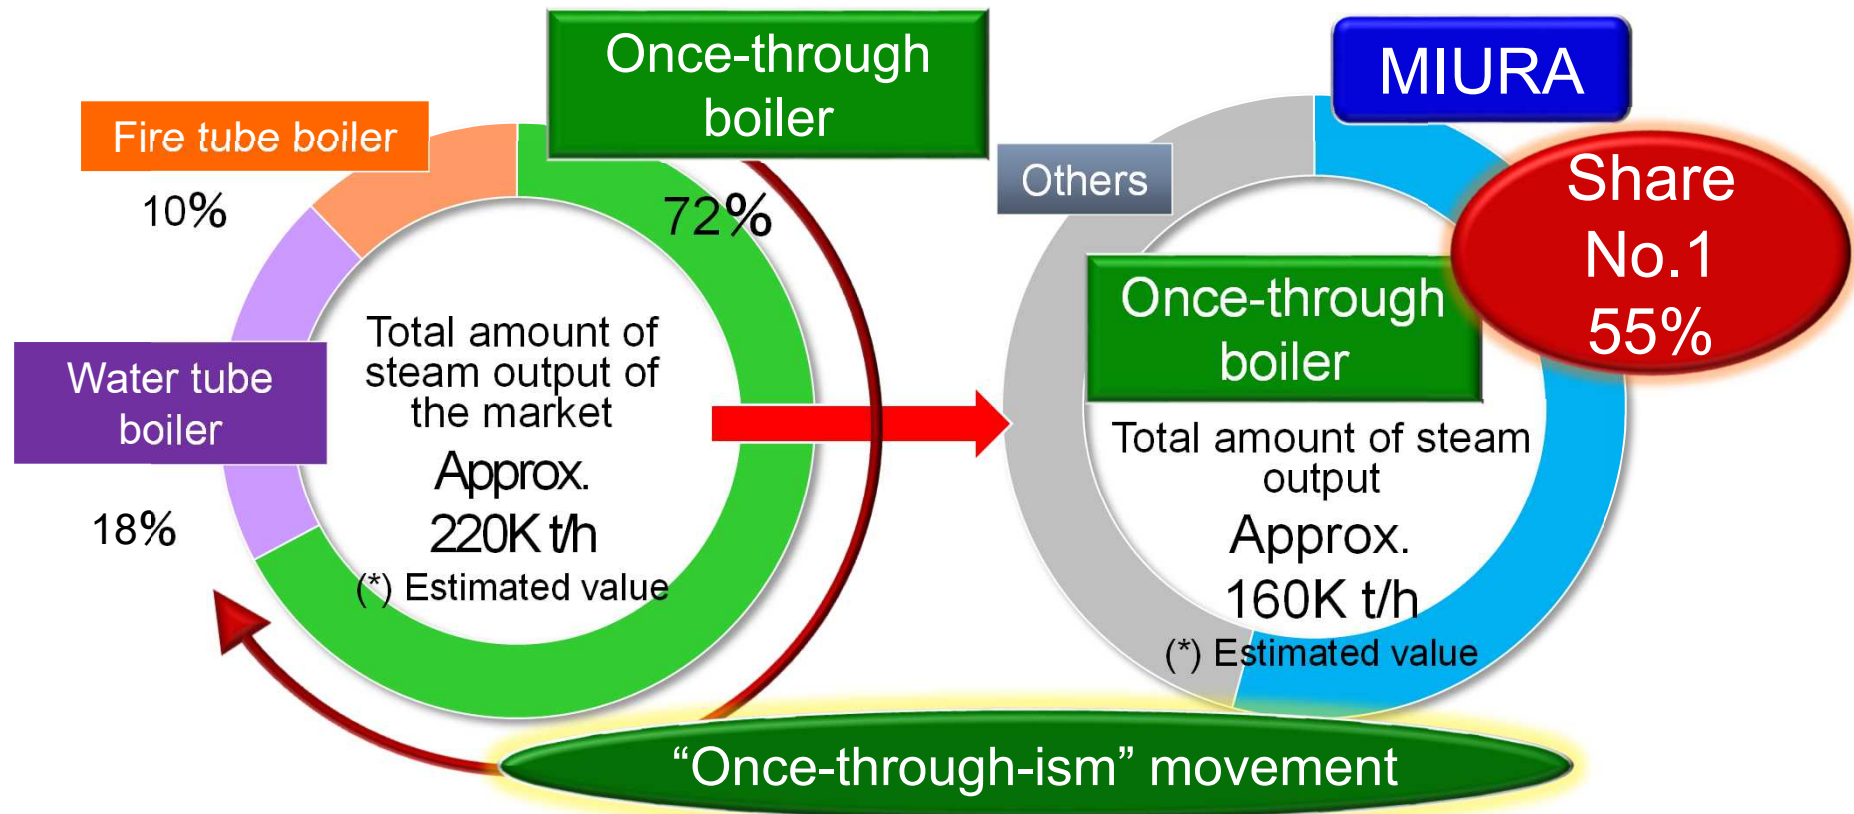 Once-through
boiler
Fire tube boiler
10%
72%
Water tube
boiler
18%
Total amount of
steam output of
the market
Approx.
220K t/h
(*) Estimated value
MIURA
Share
No.1
55%
Others
Once-through
boiler
Total amount of steam
output
Approx.
160K t/h
(*) Estimated value
“Once-through-ism” movement